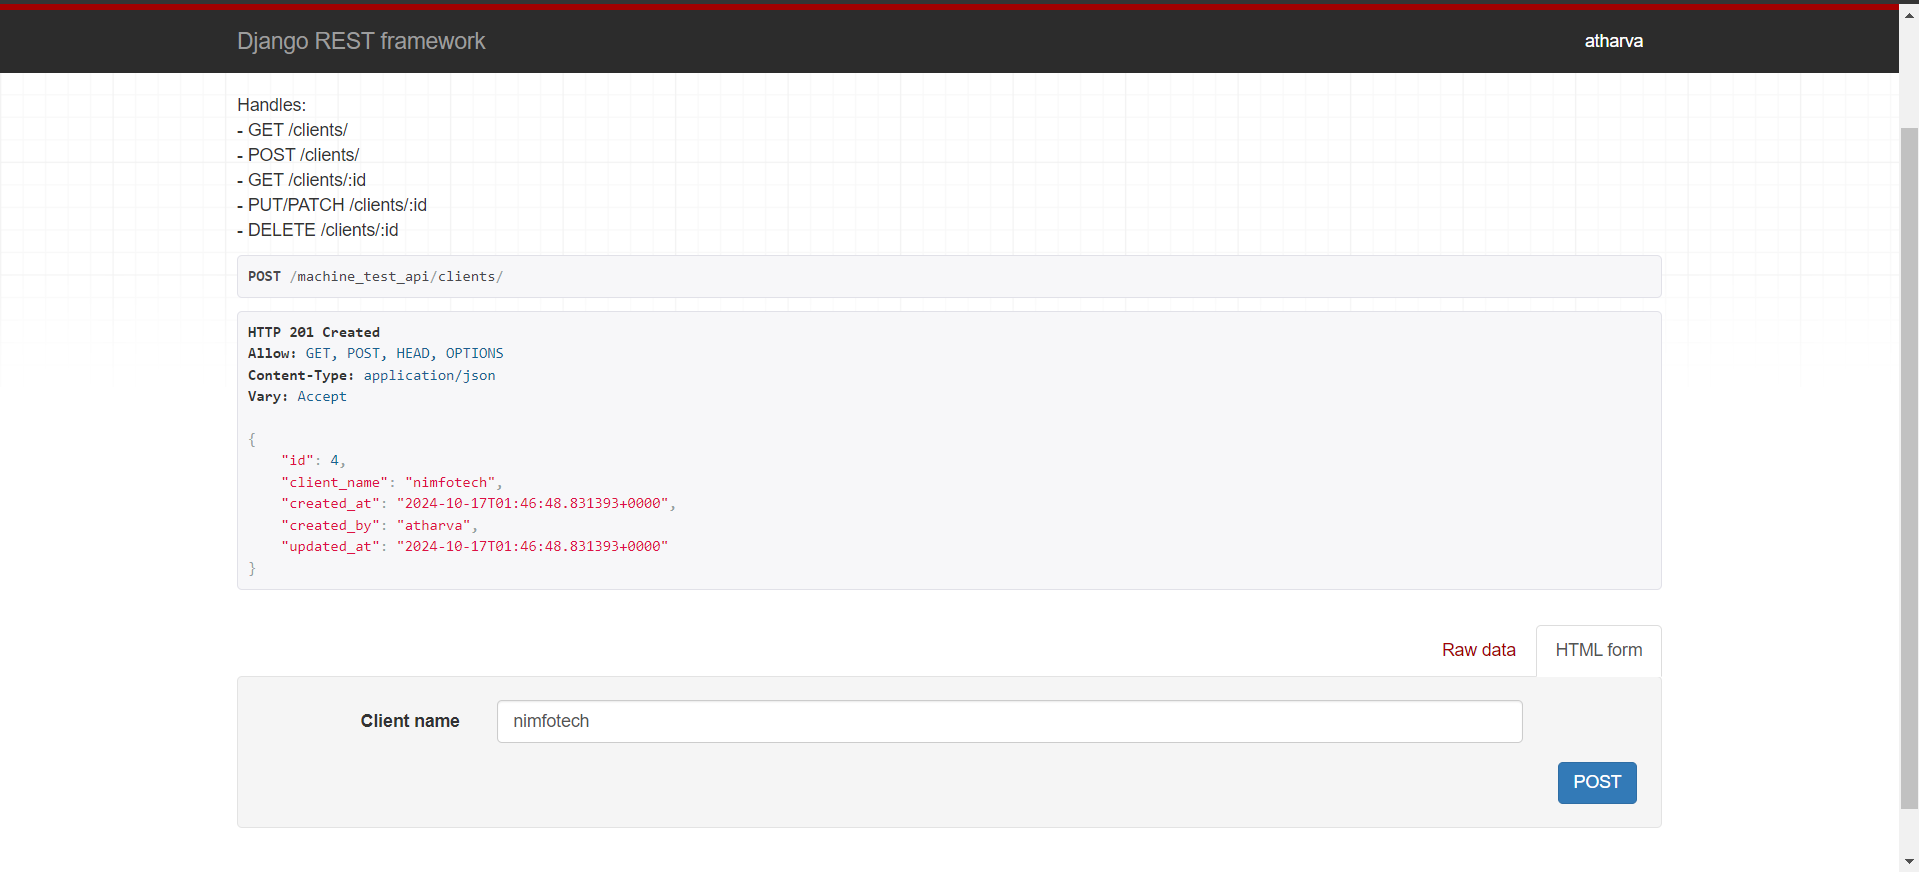 Django REST framework
atharva
Handles:
- GET /clients/
- POST /clients/
- GET /clients/:id
- PUT/PATCH /clients/:id
- DELETE /clients/:id
POST /machine_test_api/clients/
HTTP 201 Created
Allow: GET, POST, HEAD, OPTIONS
Content-Type: application/json
Vary: Accept
{
    "id": 4,
    "client_name": "nimfotech",
    "created_at": "2024-10-17T01:46:48.831393+0000",
    "created_by": "atharva",
    "updated_at": "2024-10-17T01:46:48.831393+0000"
}
Raw data
HTML form
Client name
nimfotech
POST